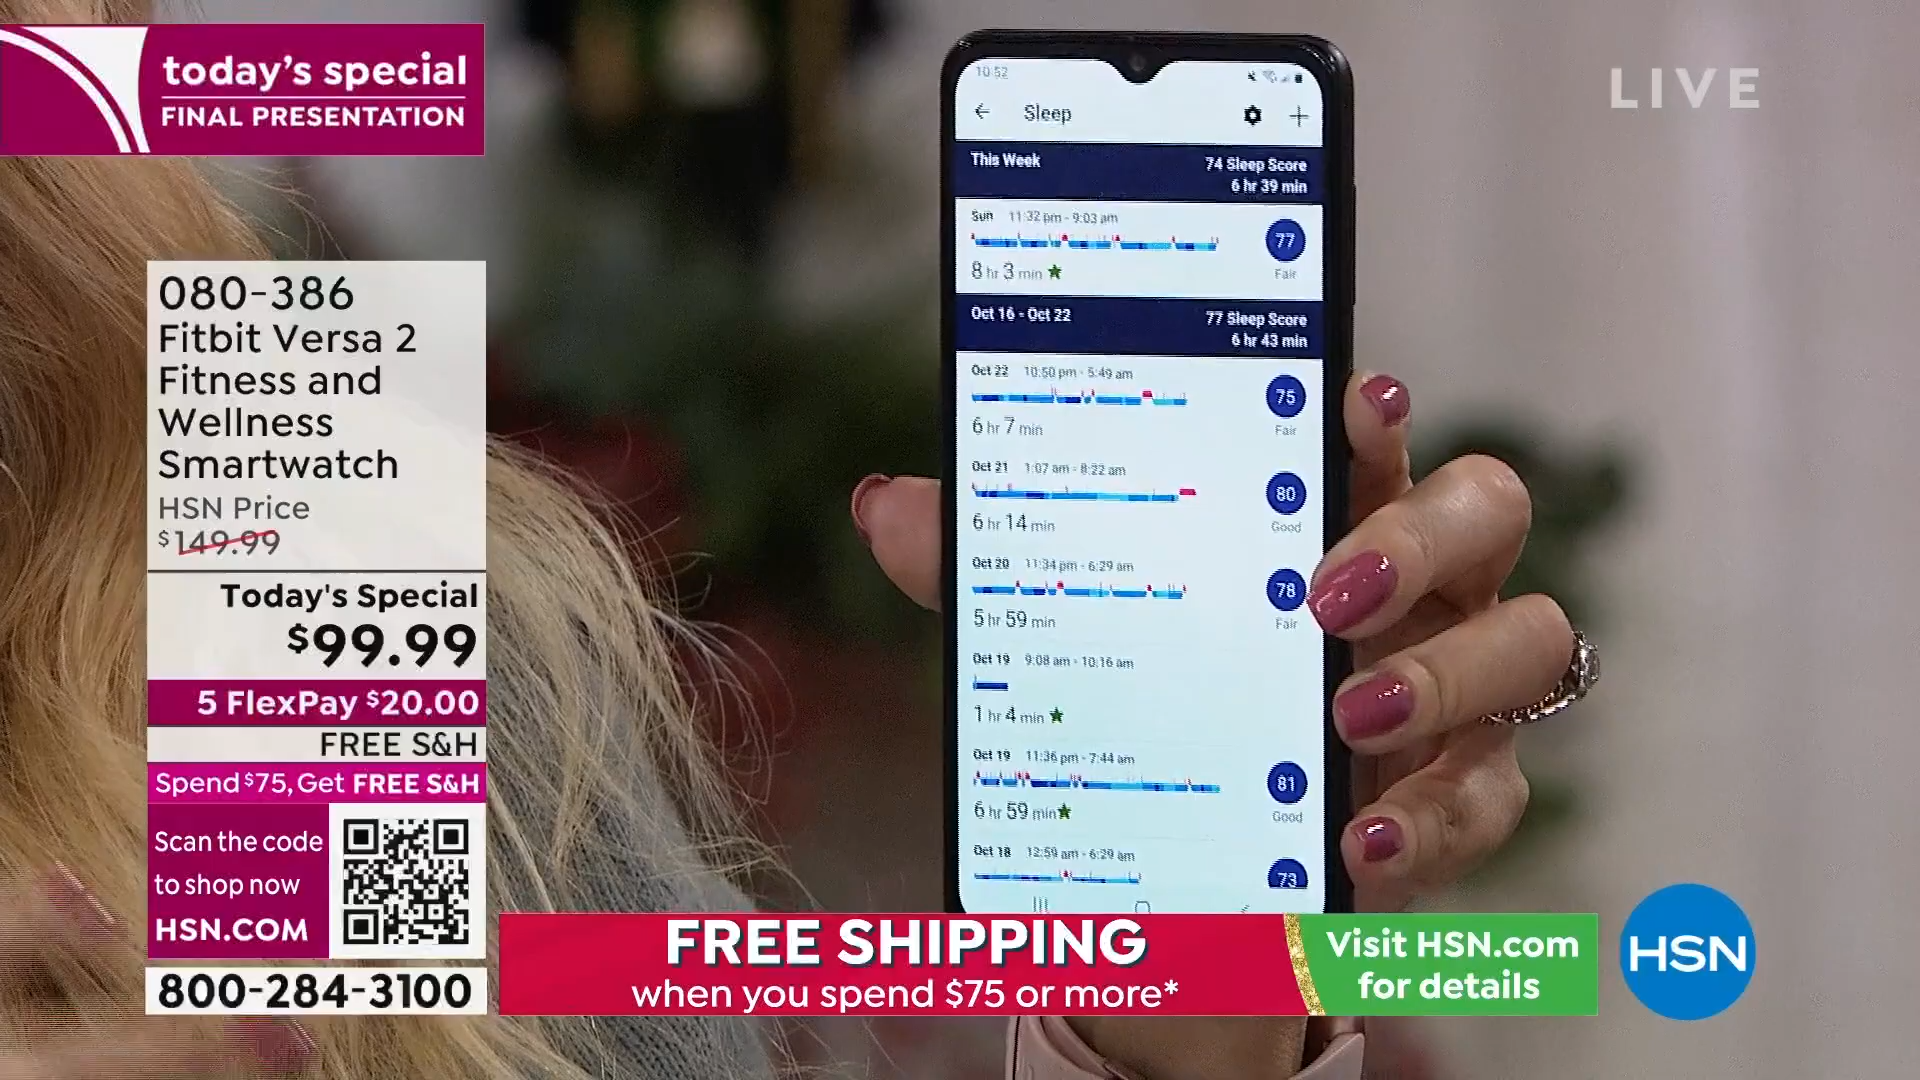 today's special
FINAL PRESENTATION
LIVE
080-386
Fitbit Versa 2
Fitness and
Wellness
Smartwatch
HSN Price
$149.99
Today's Special
$99.99
5 FlexPay $20.00
FREE S&H
Spend $75, Get FREE S&H
Scan the code
to shop now
HSN.COM
800-284-3100
10:52
Sleep
This Week
74 Sleep Score
6 hr 39 min
Sun 11:32 pm - 9:03 am
77
Fair
8 hr 3 min
Oct 16 - Oct 22
77 Sleep Score
6 hr 43 min
Oct 22 10:50 pm - 5:49 am
75
Fair
6 hr 7 min
Oct 21 1:07 am - 8:22 am
80
Good
6 hr 14 min
Oct 20 11:34 pm - 6:29 am
78
Fair
5 hr 59 min
Oct 19 9:08 am - 10:16 am
1 hr 4 min
Oct 19 11:36 pm - 7:44 am
81
Good
6 hr 59 min
Oct 18 12:59 am - 6:29 am
73
FREE SHIPPING
when you spend $75 or more*
Visit HSN.com
for details
HSN